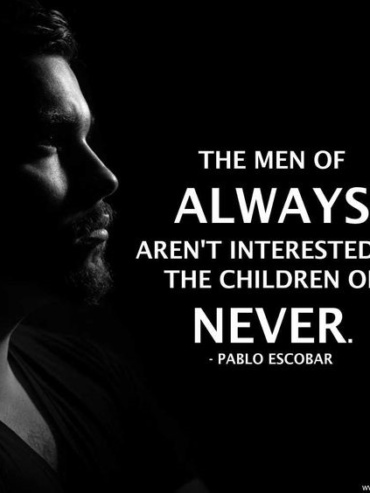 THE MEN OF
ALWAYS
AREN'T INTERESTED
THE CHILDREN
NEVER.
- PABLO ESCOBAR